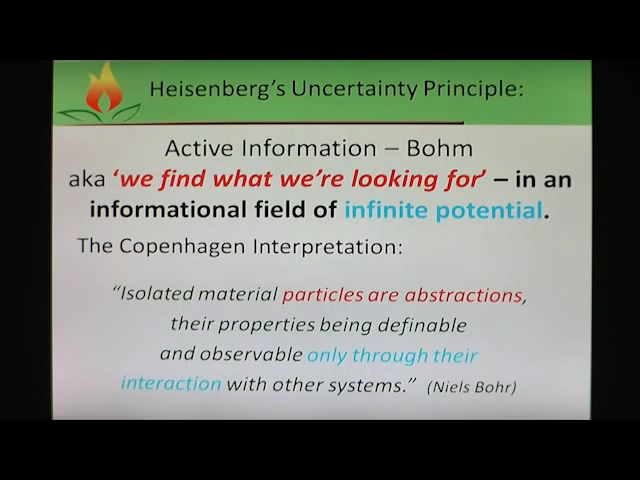 Heisenberg's Uncertainty Principle:
Active Information – Bohm
aka 'we find what we're looking for' – in an
informational field of infinite potential.
The Copenhagen Interpretation:
"Isolated material particles are abstractions,
their properties being definable
and observable only through their
interaction with other systems." (Niels Bohr)